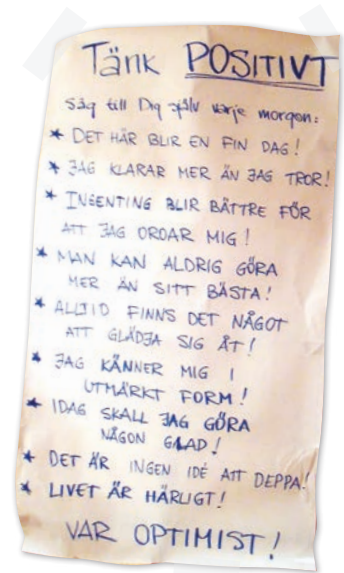 Tänk POSITIVT
Säg till Dig själv varje morgon:
* DET HÄR BLIR EN FIN DAG!
* JAG KLARAR MER ÄN JAG TROR!
* INGENTING BLIR BÄTTRE FÖR
ATT JAG OROAR MIG!
* MAN KAN ALDRIG GÖRA
MER ÄN SITT BÄSTA!
* ALLTID FINNS DET NÅGOT
ATT GLÄDJA SIG ÅT!
* JAG KÄNNER MIG I
UTMÄRKT FORM!
* IDAG SKALL JAG GÖRA
NÅGON GLAD!
* DET ÄR INGEN IDÉ ATT DEPPA!
* LIVET ÄR HÄRLIGT!
VAR OPTIMIST!